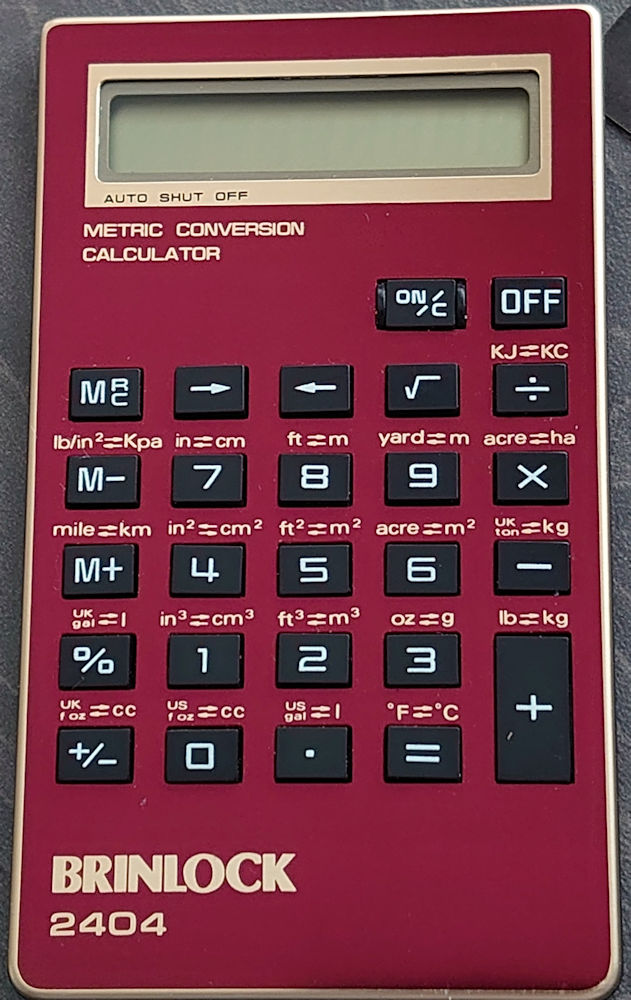 AUTO SHUT OFF
METRIC CONVERSION
CALCULATOR
ON/C OFF
KJ⇌KC
MRC → ← √ ÷
lb/in²⇌Kpa in⇌cm ft⇌m yard⇌m acre⇌ha
M− 7 8 9 ×
mile⇌km in²⇌cm² ft²⇌m² acre⇌m² UK ton⇌kg
M+ 4 5 6 −
UK gal⇌l in³⇌cm³ ft³⇌m³ oz⇌g lb⇌kg
% 1 2 3 +
UK f oz⇌cc US f oz⇌cc US gal⇌l °F⇌°C
+/− 0 . =
BRINLOCK
2404